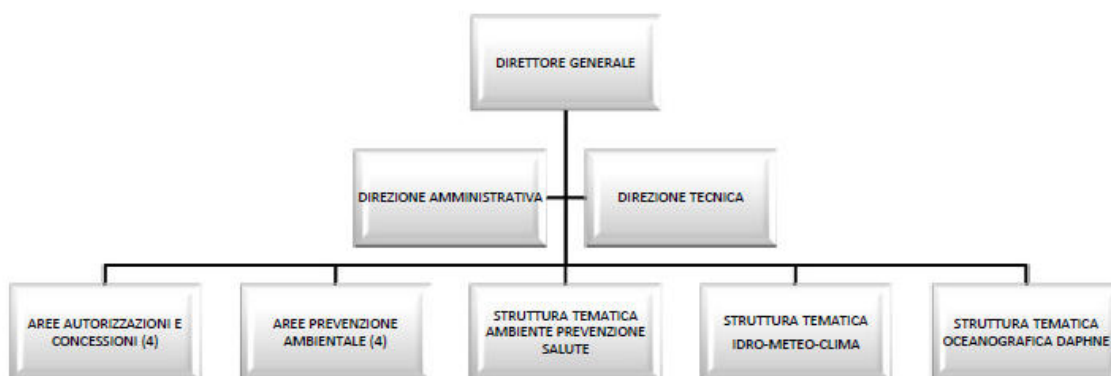 DIRETTORE GENERALE
DIREZIONE AMMINISTRATIVA
DIREZIONE TECNICA
AREE AUTORIZZAZIONI E
CONCESSIONI (4)
AREE PREVENZIONE
AMBIENTALE (4)
STRUTTURA TEMATICA
AMBIENTE PREVENZIONE
SALUTE
STRUTTURA TEMATICA
IDRO-METEO-CLIMA
STRUTTURA TEMATICA
OCEANOGRAFICA DAPHNE